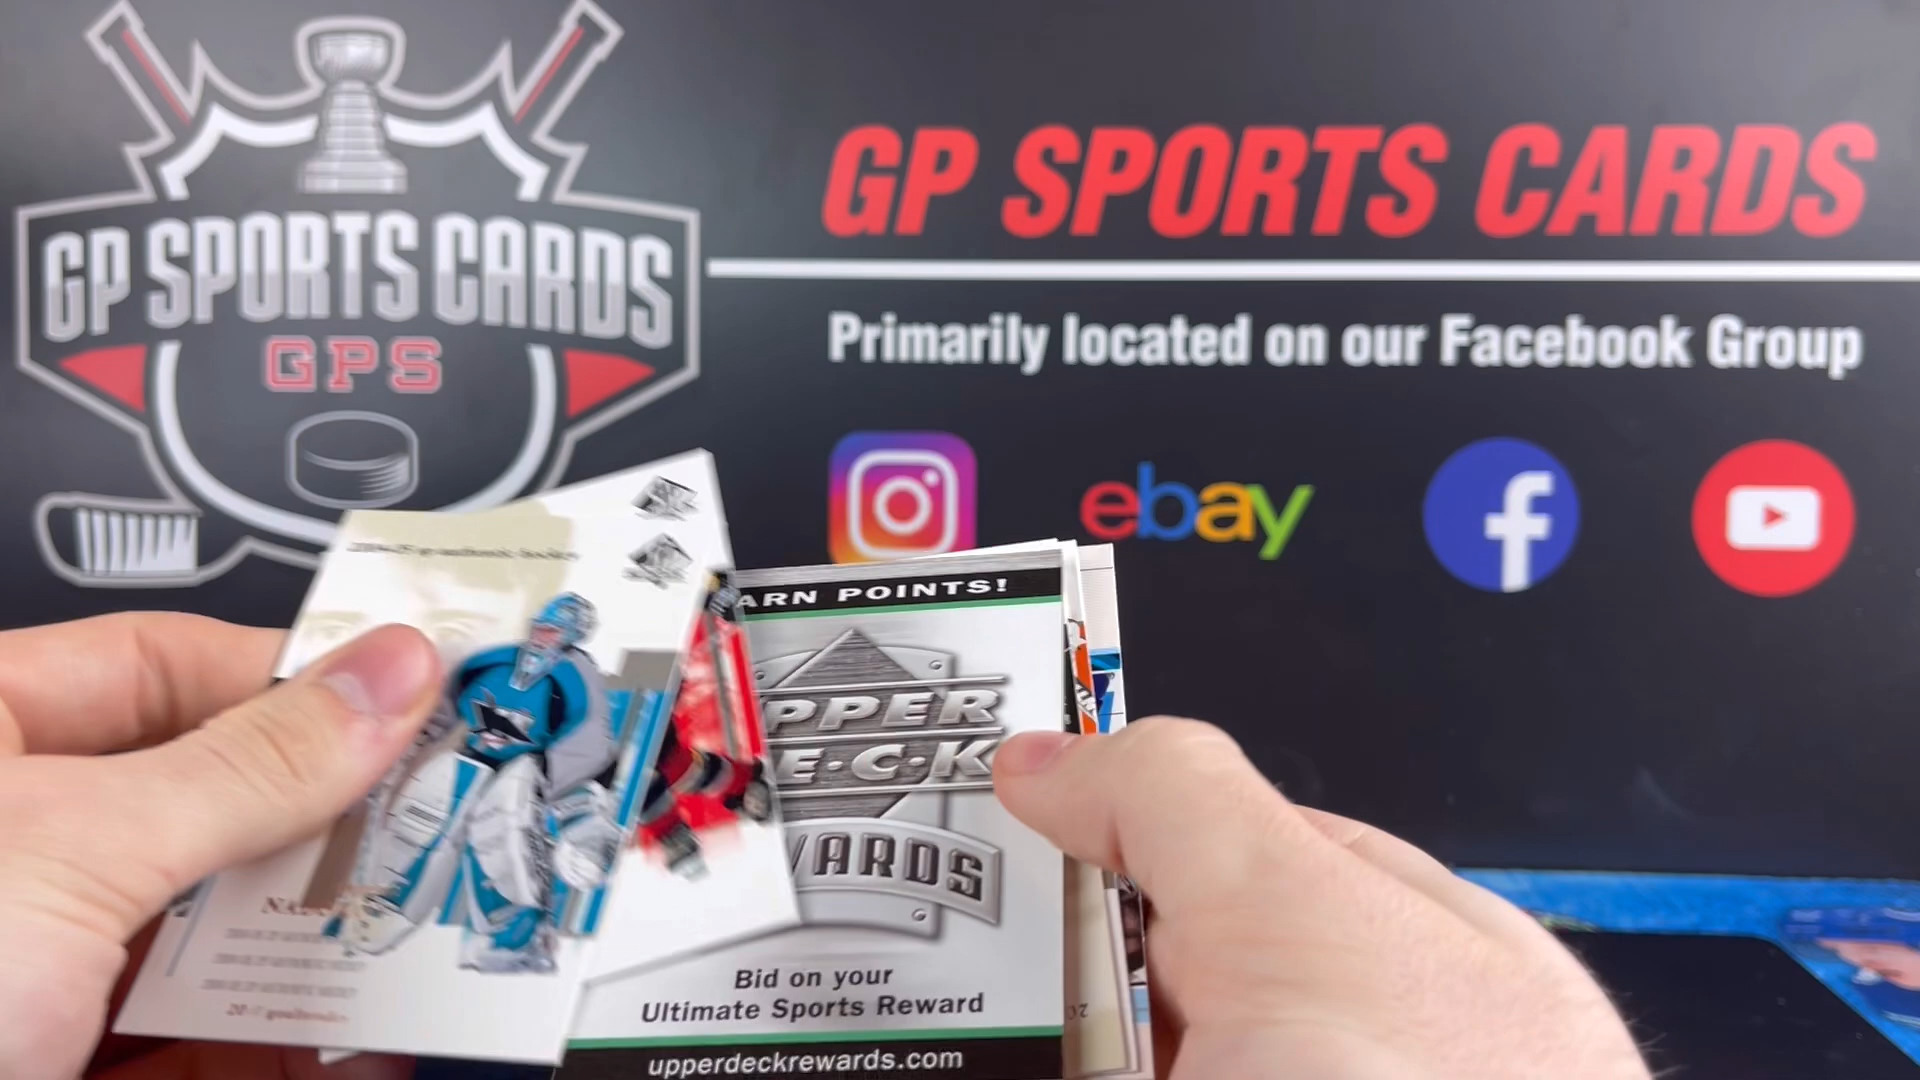 GP SPORTS CARDS
GPS
GP SPORTS CARDS
Primarily located on our Facebook Group
ebay
f
ARN POINTS!
PPER
E·C·K
ARDS
Bid on your
Ultimate Sports Reward
upperdeckrewards.com